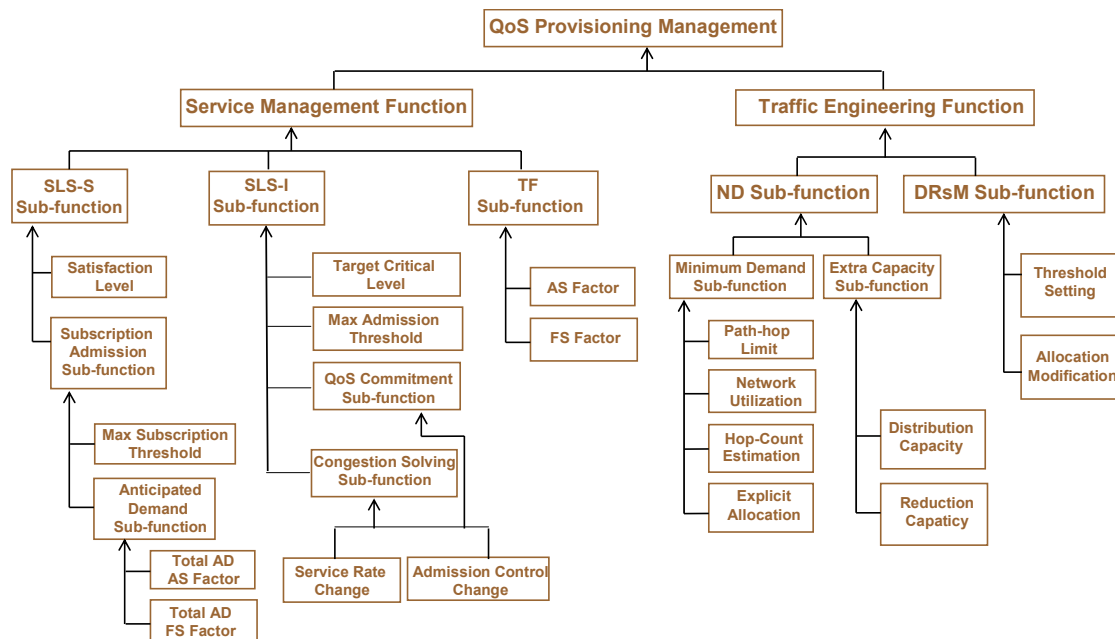 QoS Provisioning Management
Service Management Function
Traffic Engineering Function
SLS-S
Sub-function
SLS-I
Sub-function
TF
Sub-function
ND Sub-function
DRsM Sub-function
Satisfaction
Level
Subscription
Admission
Sub-function
Max Subscription
Threshold
Anticipated
Demand
Sub-function
Total AD
AS Factor
Total AD
FS Factor
Target Critical
Level
Max Admission
Threshold
QoS Commitment
Sub-function
Congestion Solving
Sub-function
Service Rate
Change
Admission Control
Change
AS Factor
FS Factor
Minimum Demand
Sub-function
Extra Capacity
Sub-function
Path-hop
Limit
Network
Utilization
Hop-Count
Estimation
Explicit
Allocation
Distribution
Capacity
Reduction
Capaticy
Threshold
Setting
Allocation
Modification